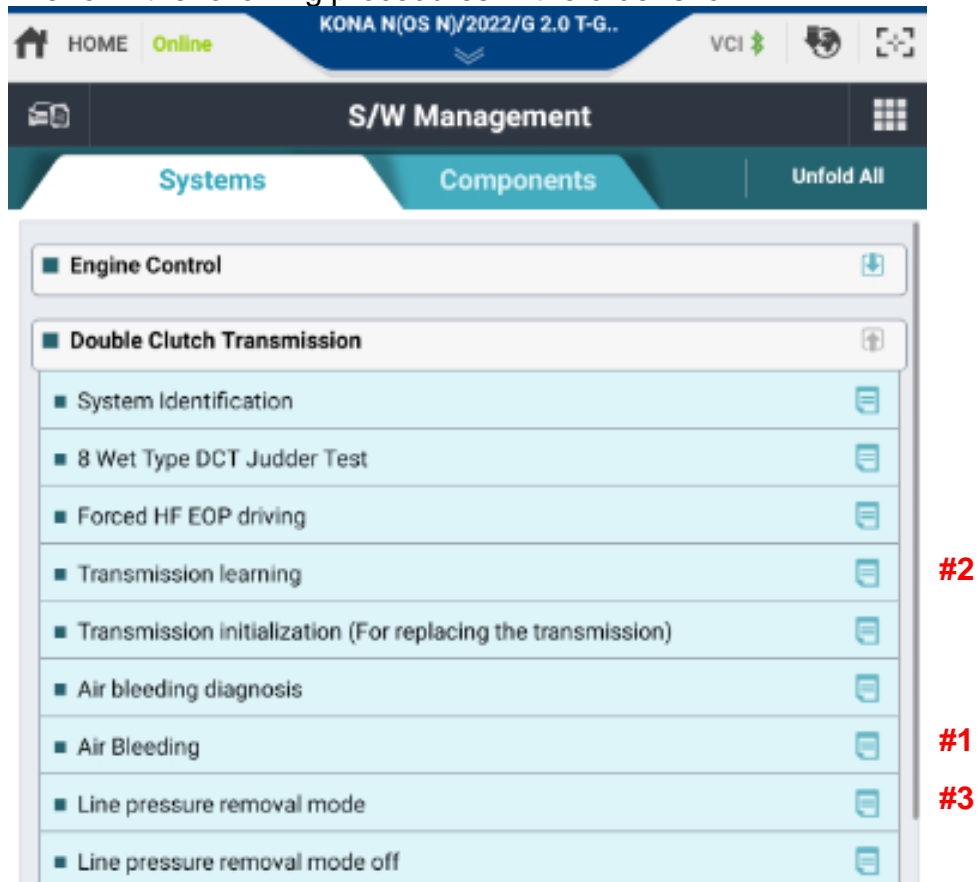 HOME Online KONA N(OS N)/2022/G 2.0 T-G.. VCI
S/W Management
Systems Components Unfold All
Engine Control
Double Clutch Transmission
System Identification
8 Wet Type DCT Judder Test
Forced HF EOP driving
Transmission learning #2
Transmission initialization (For replacing the transmission)
Air bleeding diagnosis
Air Bleeding #1
Line pressure removal mode #3
Line pressure removal mode off